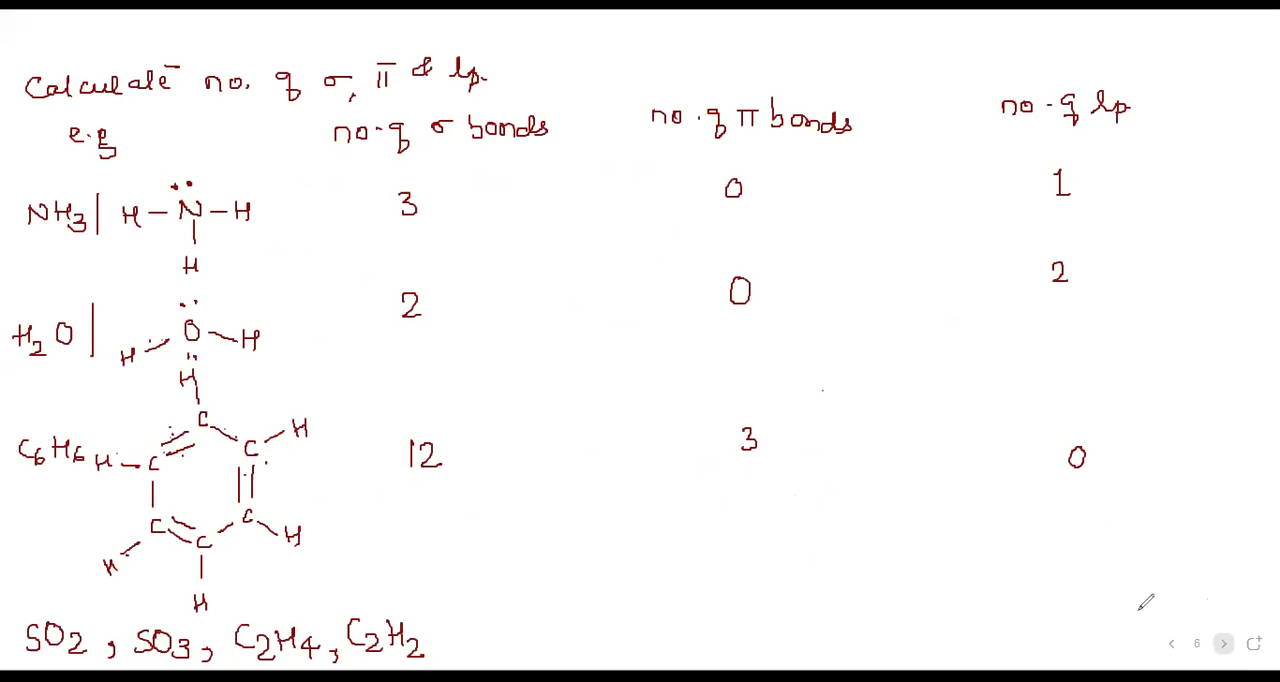 Calculate no. of σ, π & lp.
e.g no. of σ bonds no. of π bonds no. of lp
NH3 | H – N – H 3 0 1
H
H2O | H O H 2 0 2
H
C
C6H6 H C C H 12 3 0
C C H
H C
H
SO2, SO3, C2H4, C2H2
6